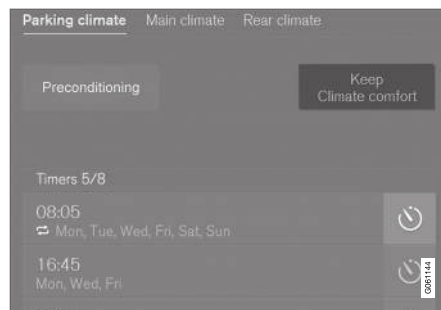 Parking climate Main climate Rear climate
Preconditioning
Keep
Climate comfort
Timers 5/8
08:05
Mon, Tue, Wed, Fri, Sat, Sun
16:45
Mon, Wed, Fri
G061144